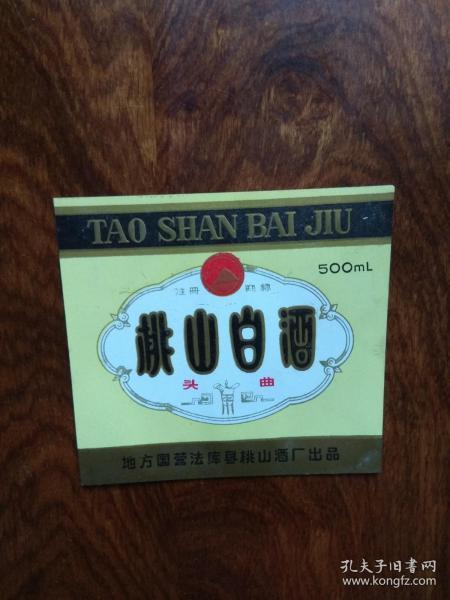 TAO SHAN BAI JIU
500mL
注册 商标
桃山白酒
头 曲
地方国营法库县桃山酒厂出品
孔夫子旧书网
www.kongfz.com